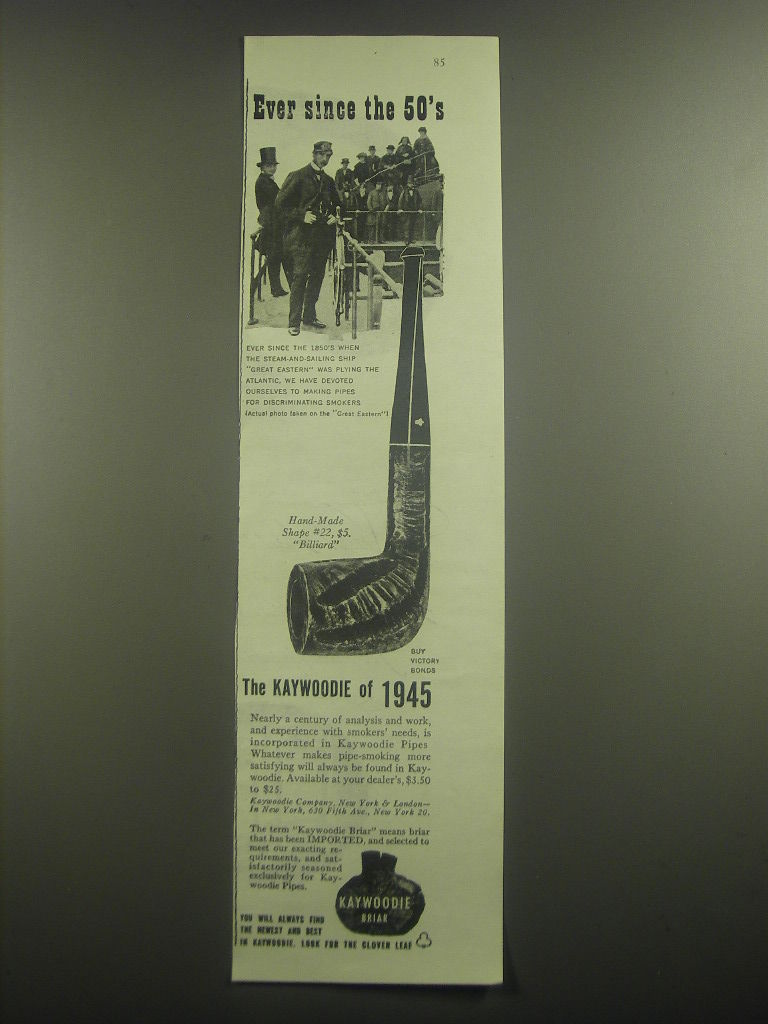 85
Ever since the 50's
EVER SINCE THE 1850'S WHEN
THE STEAM-AND-SAILING SHIP
"GREAT EASTERN" WAS PLYING THE
ATLANTIC, WE HAVE DEVOTED
OURSELVES TO MAKING PIPES
FOR DISCRIMINATING SMOKERS
(Actual photo taken on the "Great Eastern")
Hand-Made
Shape #22, $5.
"Billiard"
BUY
VICTORY
BONDS
The KAYWOODIE of 1945
Nearly a century of analysis and work,
and experience with smokers' needs, is
incorporated in Kaywoodie Pipes
Whatever makes pipe-smoking more
satisfying will always be found in Kay-
woodie. Available at your dealer's, $3.50
to $25.
Kaywoodie Company, New York & London—
In New York, 630 Fifth Ave., New York 20.
The term "Kaywoodie Briar" means briar
that has been IMPORTED, and selected to
meet our exacting re-
quirements, and sat-
isfactorily seasoned
exclusively for Kay-
woodie Pipes.
KAYWOODIE
BRIAR
YOU WILL ALWAYS FIND
THE NEWEST AND BEST
IN KAYWOODIE. LOOK FOR THE CLOVER LEAF